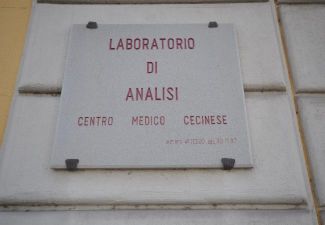 LABORATORIO
DI
ANALISI
CENTRO MEDICO CECINESE